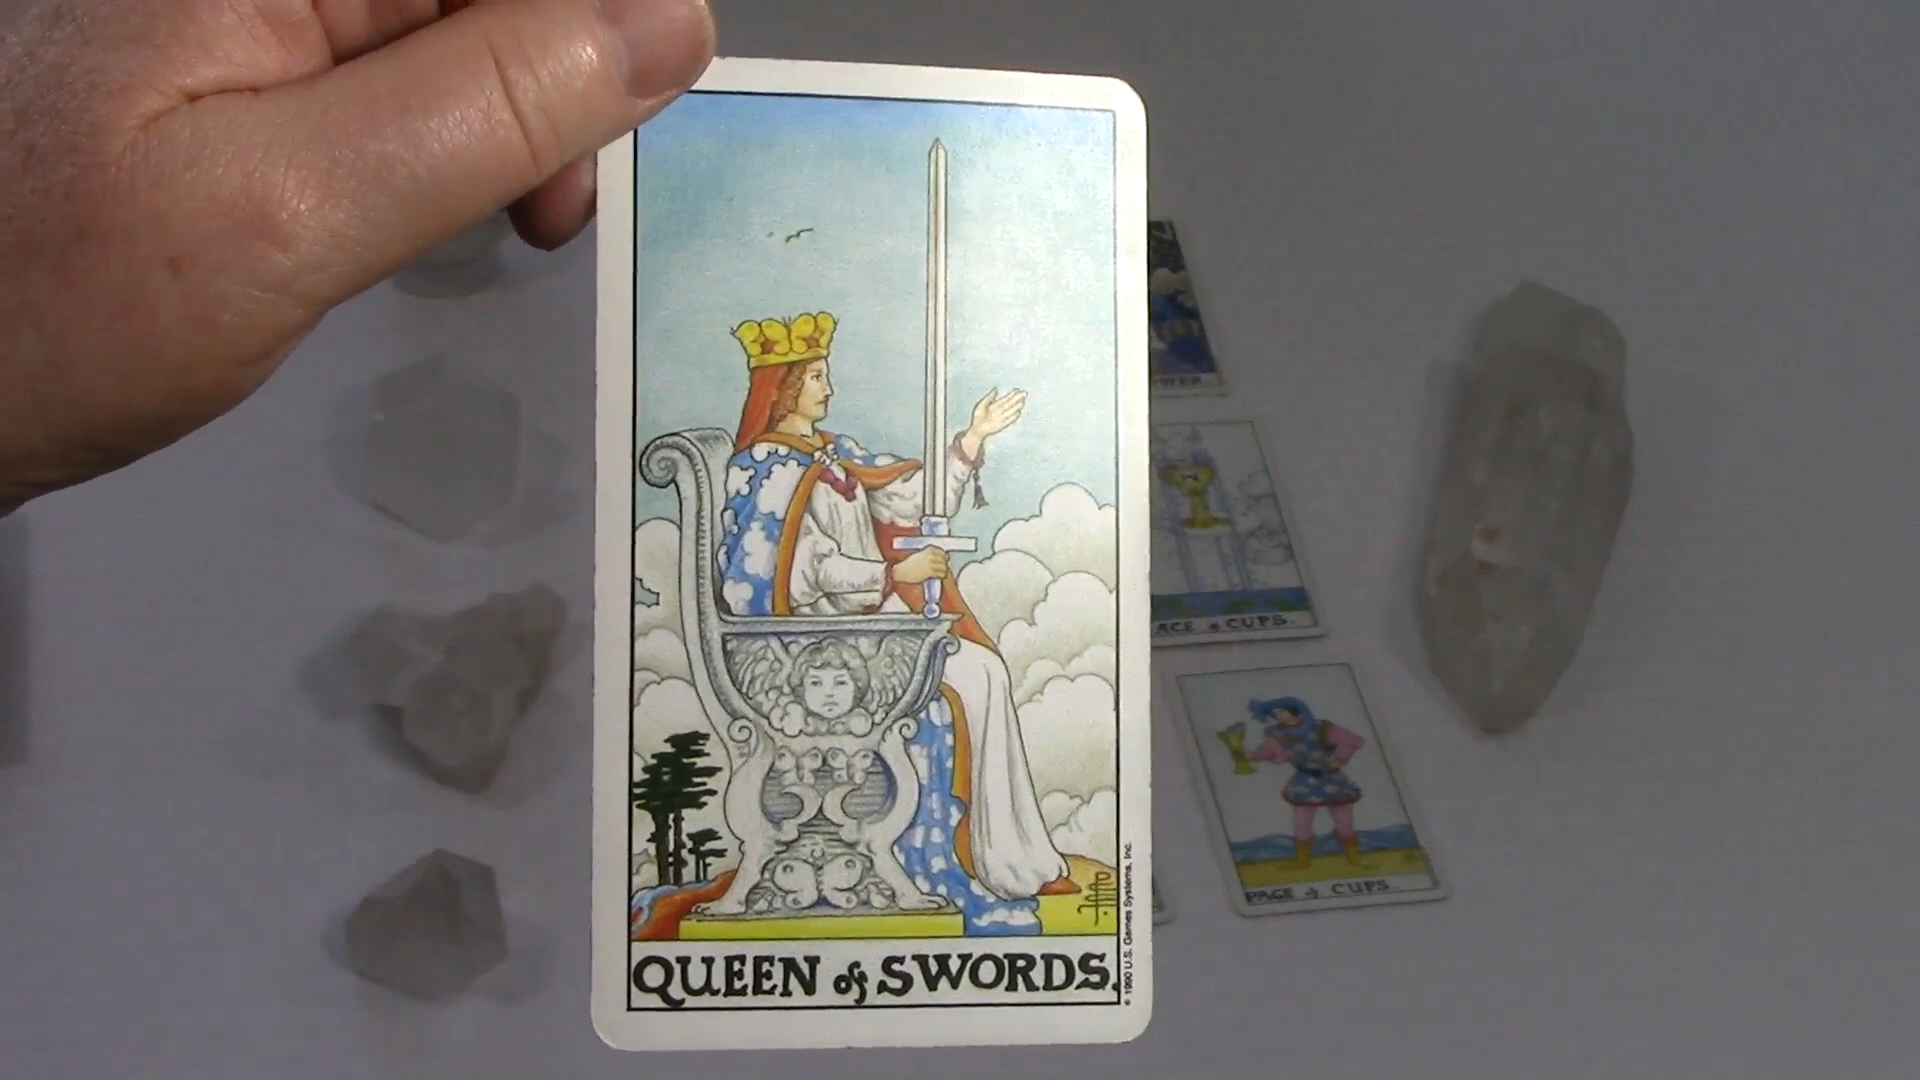 QUEEN of SWORDS.
© 1990 U.S. Games Systems, Inc.
ACE of CUPS.
PAGE of CUPS.